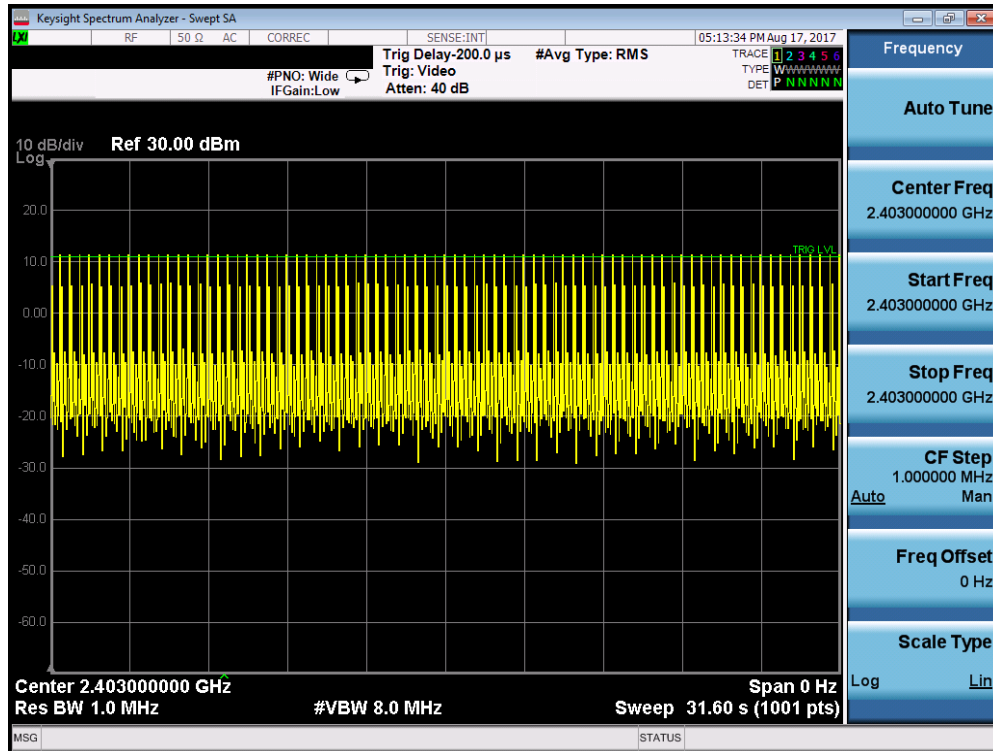 Keysight Spectrum Analyzer - Swept SA
LXI RF 50 Ω AC CORREC SENSE:INT 05:13:34 PM Aug 17, 2017
Trig Delay-200.0 µs #Avg Type: RMS TRACE 1 2 3 4 5 6
#PNO: Wide Trig: Video TYPE WWWWWW
IFGain:Low Atten: 40 dB DET P N N N N N
10 dB/div Ref 30.00 dBm
Log
20.0
TRIG LVL
10.0
0.00
-10.0
-20.0
-30.0
-40.0
-50.0
-60.0
Center 2.403000000 GHz Span 0 Hz
Res BW 1.0 MHz #VBW 8.0 MHz Sweep 31.60 s (1001 pts)
MSG STATUS
Frequency
Auto Tune
Center Freq
2.403000000 GHz
Start Freq
2.403000000 GHz
Stop Freq
2.403000000 GHz
CF Step
1.000000 MHz
Auto Man
Freq Offset
0 Hz
Scale Type
Log Lin